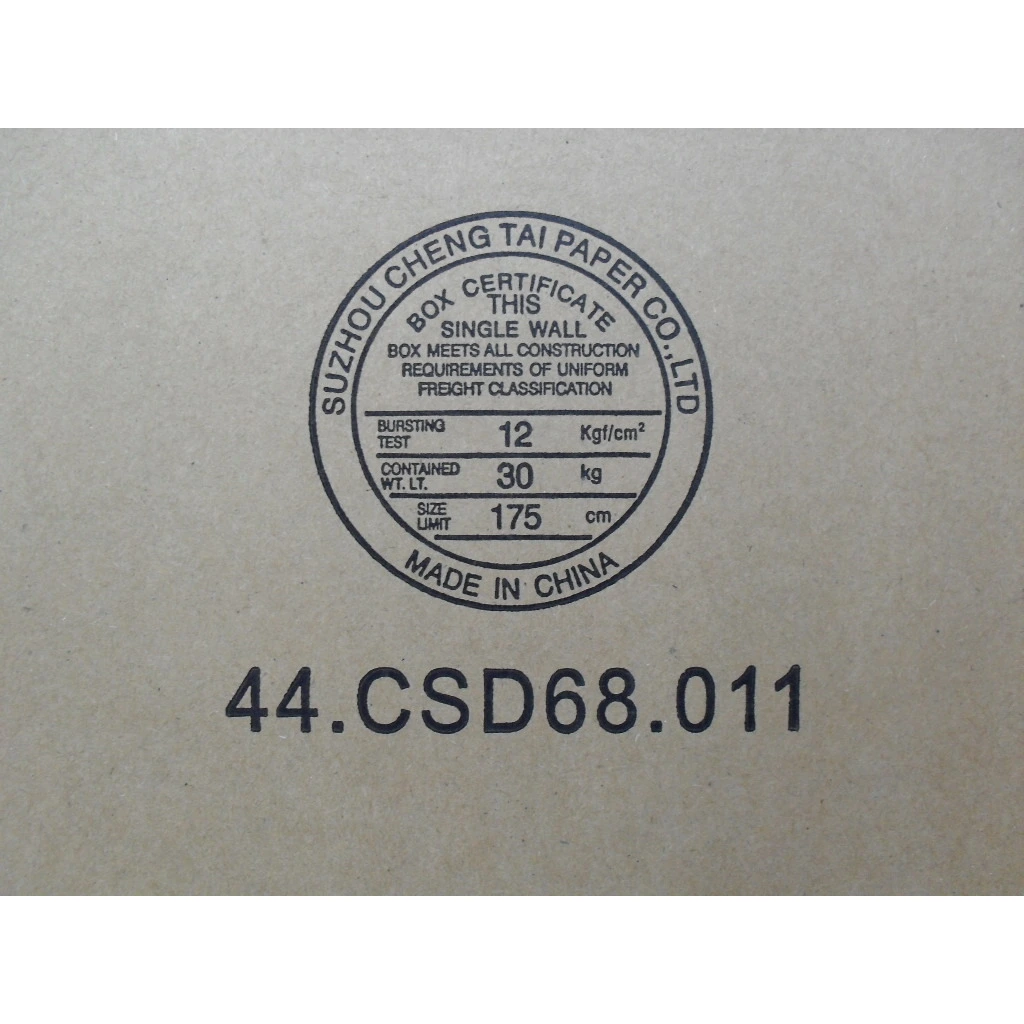 SUZHOU CHENG TAI PAPER CO.,LTD
BOX CERTIFICATE
THIS
SINGLE WALL
BOX MEETS ALL CONSTRUCTION
REQUIREMENTS OF UNIFORM
FREIGHT CLASSIFICATION
BURSTING TEST 12 Kgf/cm²
CONTAINED WT. LT. 30 kg
SIZE LIMIT 175 cm
MADE IN CHINA
44.CSD68.011